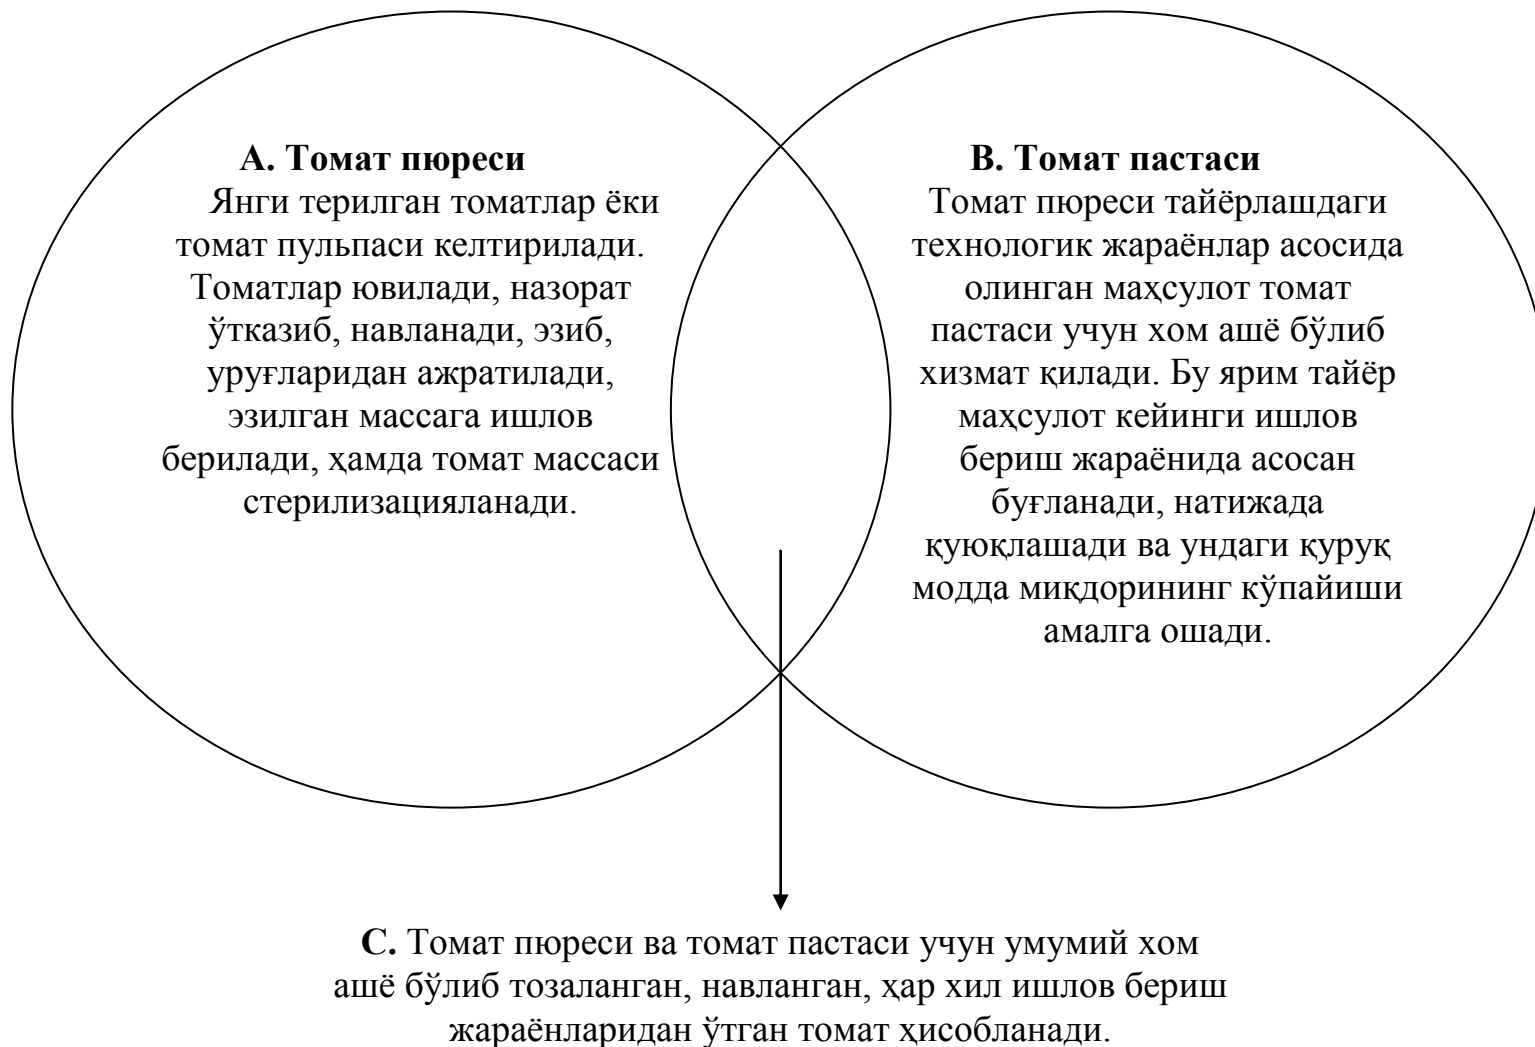 А. Томат пюреси
Янги терилган томатлар ёки
томат пульпаси келтирилади.
Томатлар ювилади, назорат
ўтказиб, навланади, эзиб,
уруғларидан ажратилади,
эзилган массага ишлов
берилади, ҳамда томат массаси
стерилизацияланади.
В. Томат пастаси
Томат пюреси тайёрлашдаги
технологик жараёнлар асосида
олинган маҳсулот томат
пастаси учун хом ашё бўлиб
хизмат қилади. Бу ярим тайёр
маҳсулот кейинги ишлов
бериш жараёнида асосан
буғланади, натижада
қуюқлашади ва ундаги қуруқ
модда миқдорининг кўпайиши
амалга ошади.
С. Томат пюреси ва томат пастаси учун умумий хом
ашё бўлиб тозаланган, навланган, ҳар хил ишлов бериш
жараёнларидан ўтган томат ҳисобланади.